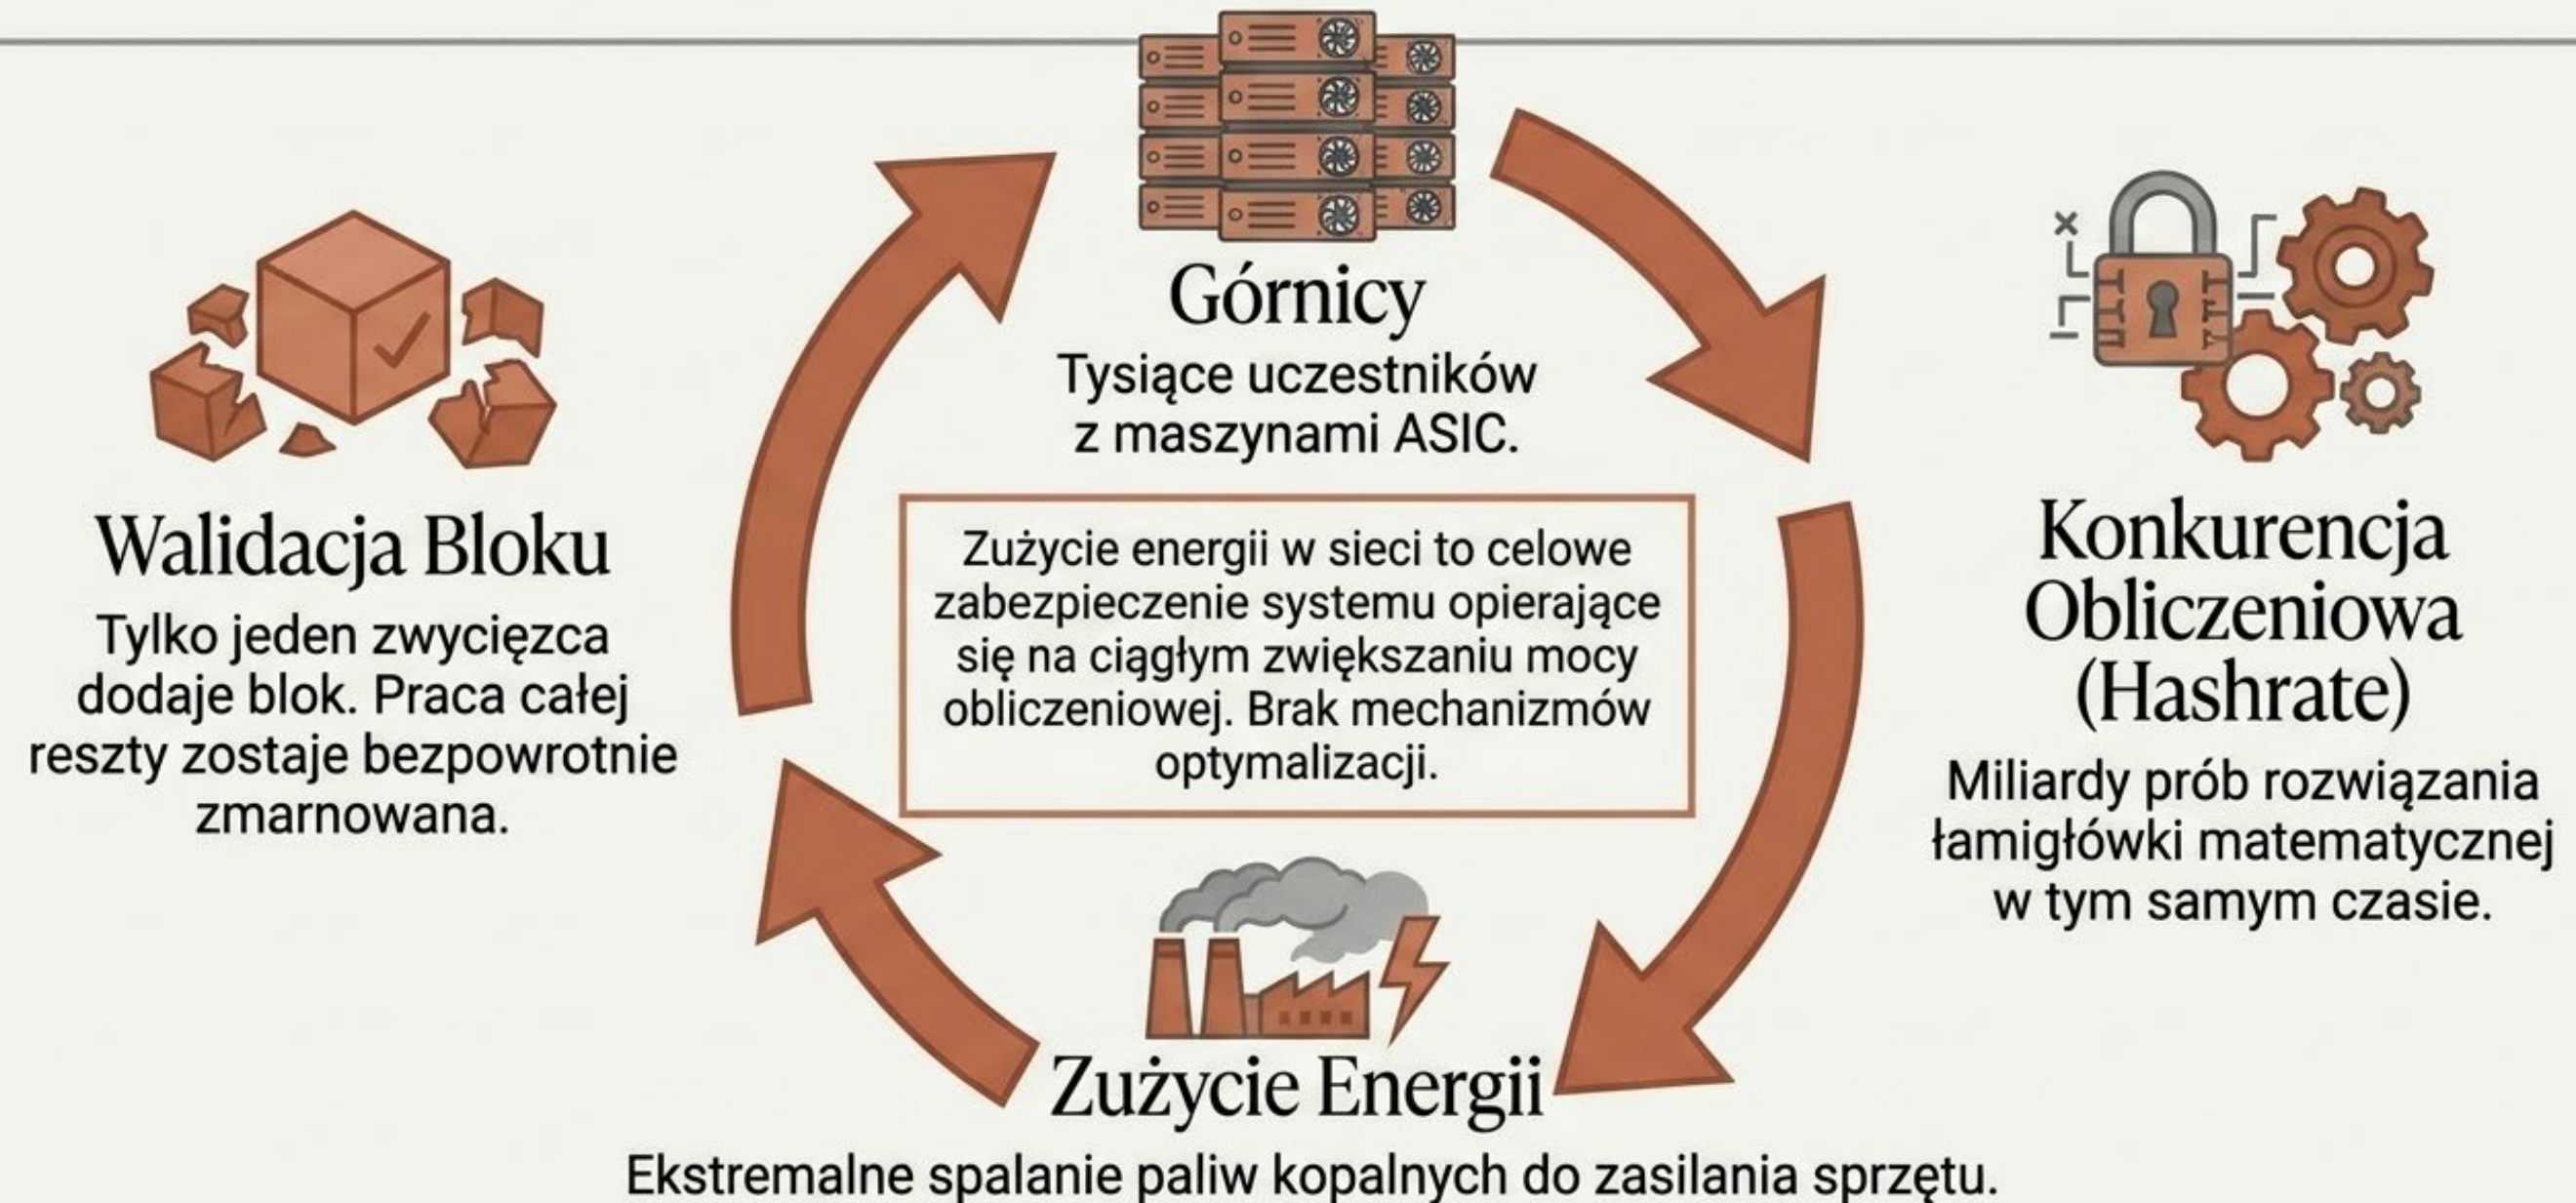 Górnicy
Tysiące uczestników
z maszynami ASIC.
Konkurencja
Obliczeniowa
(Hashrate)
Miliardy prób rozwiązania
łamigłówki matematycznej
w tym samym czasie.
Zużycie Energii
Ekstremalne spalanie paliw kopalnych do zasilania sprzętu.
Walidacja Bloku
Tylko jeden zwycięzca
dodaje blok. Praca całej
reszty zostaje bezpowrotnie
zmarnowana.
Zużycie energii w sieci to celowe
zabezpieczenie systemu opierające
się na ciągłym zwiększaniu mocy
obliczeniowej. Brak mechanizmów
optymalizacji.